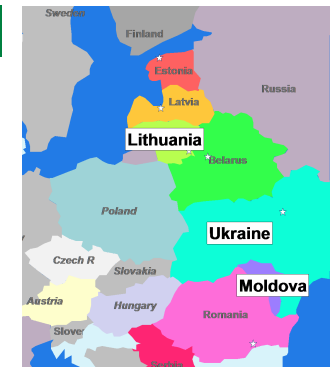 Sweden
Finland
Estonia
Russia
Latvia
Lithuania
Belarus
Poland
Ukraine
Czech R
Slovakia
Moldova
Austria
Hungary
Romania
Slove